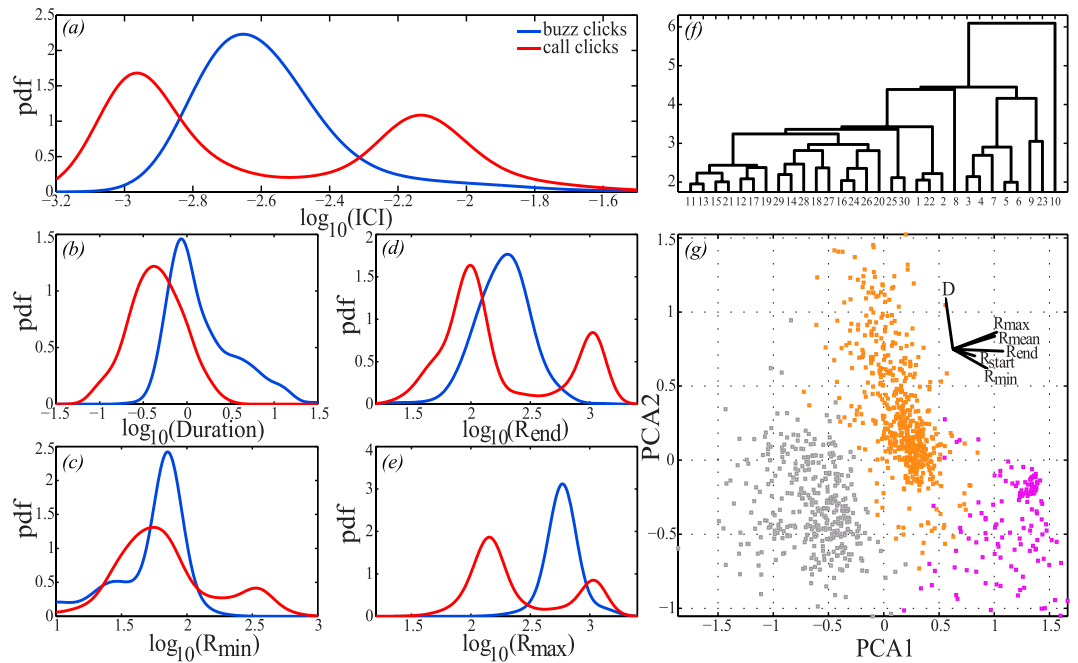 (a)
buzz clicks
call clicks
pdf
2.5
2
1.5
1
0.5
0
−3.2 −3 −2.8 −2.6 −2.4 −2.2 −2 −1.8 −1.6
log10(ICI)
(b)
pdf
1.5
1
0.5
0
−1.5 −1 −0.5 0 0.5 1 1.5
log10(Duration)
(d)
pdf
2
1.5
1
0.5
0
1.5 2 2.5 3
log10(Rend)
(c)
pdf
2.5
2
1.5
1
0.5
0
1 1.5 2 2.5 3
log10(Rmin)
(e)
pdf
4
3
2
1
0
1.5 2 2.5 3
log10(Rmax)
(f)
6
5
4
3
2
11 13 15 21 12 17 19 29 14 28 18 27 16 24 26 20 25 30 1 22 2 8 3 4 7 5 6 9 23 10
(g)
1.5
1
0.5
0
−0.5
−1
PCA2
D
Rmax
Rmean
Rend
Rstart
Rmin
−1.5 −1 −0.5 0 0.5 1 1.5
PCA1